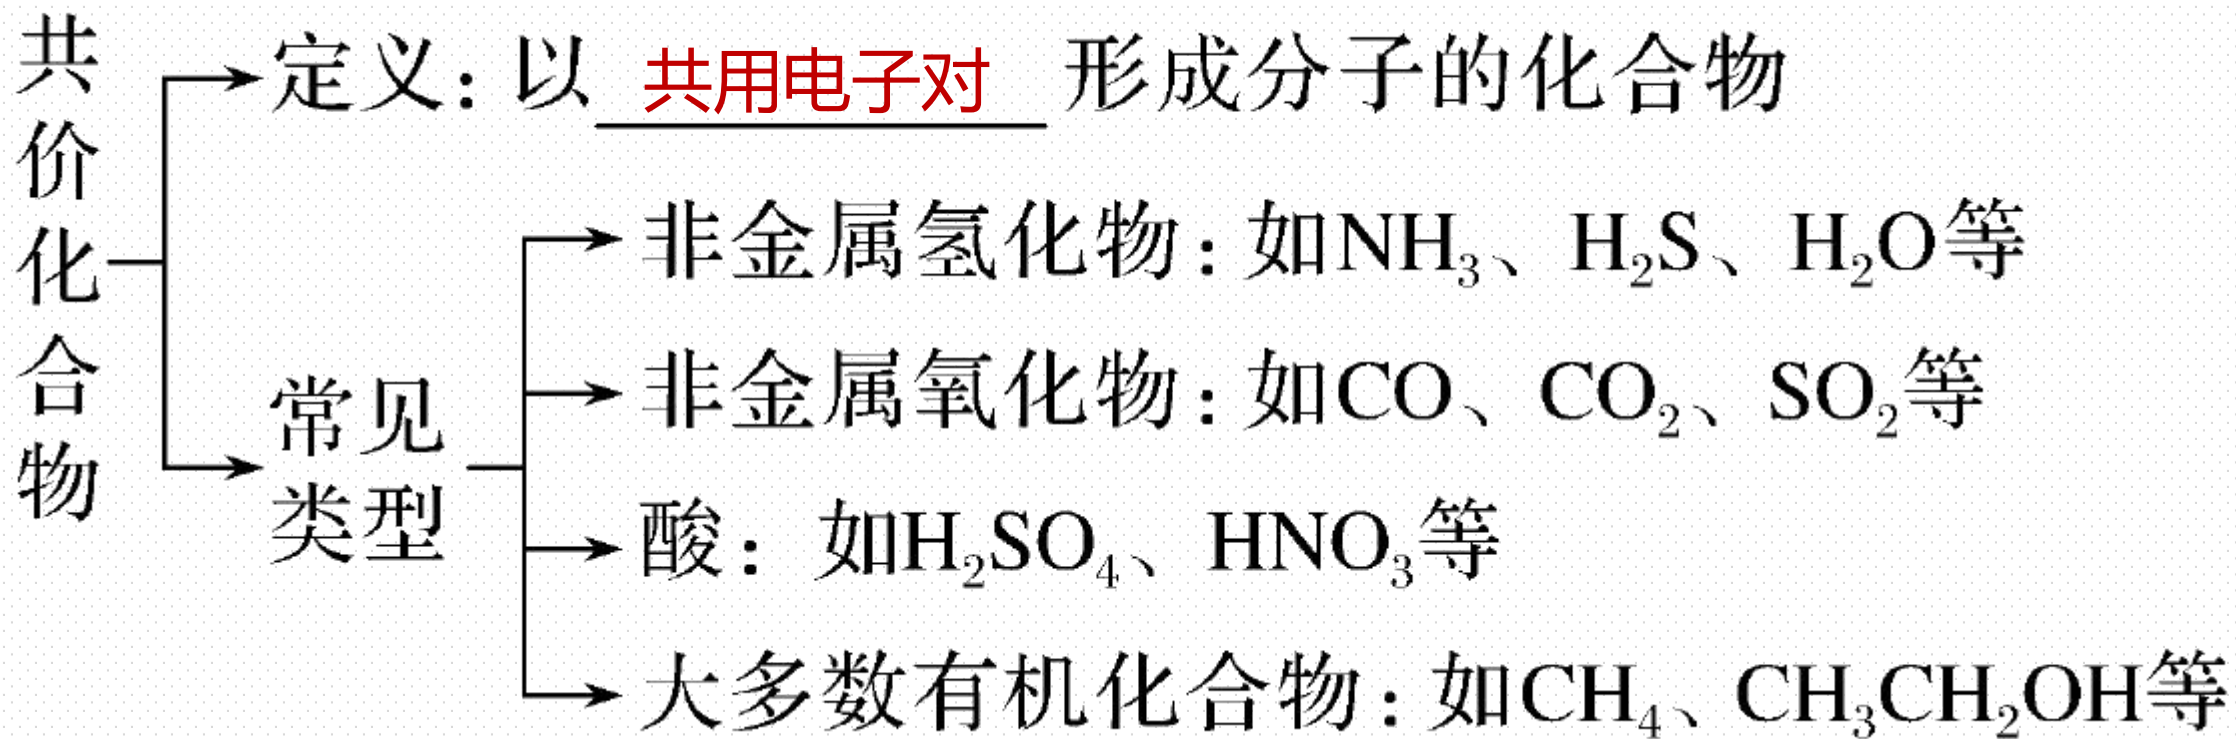 共价化合物
定义：以 共用电子对 形成分子的化合物
常见类型
非金属氢化物：如NH₃、H₂S、H₂O等
非金属氧化物：如CO、CO₂、SO₂等
酸：如H₂SO₄、HNO₃等
大多数有机化合物：如CH₄、CH₃CH₂OH等